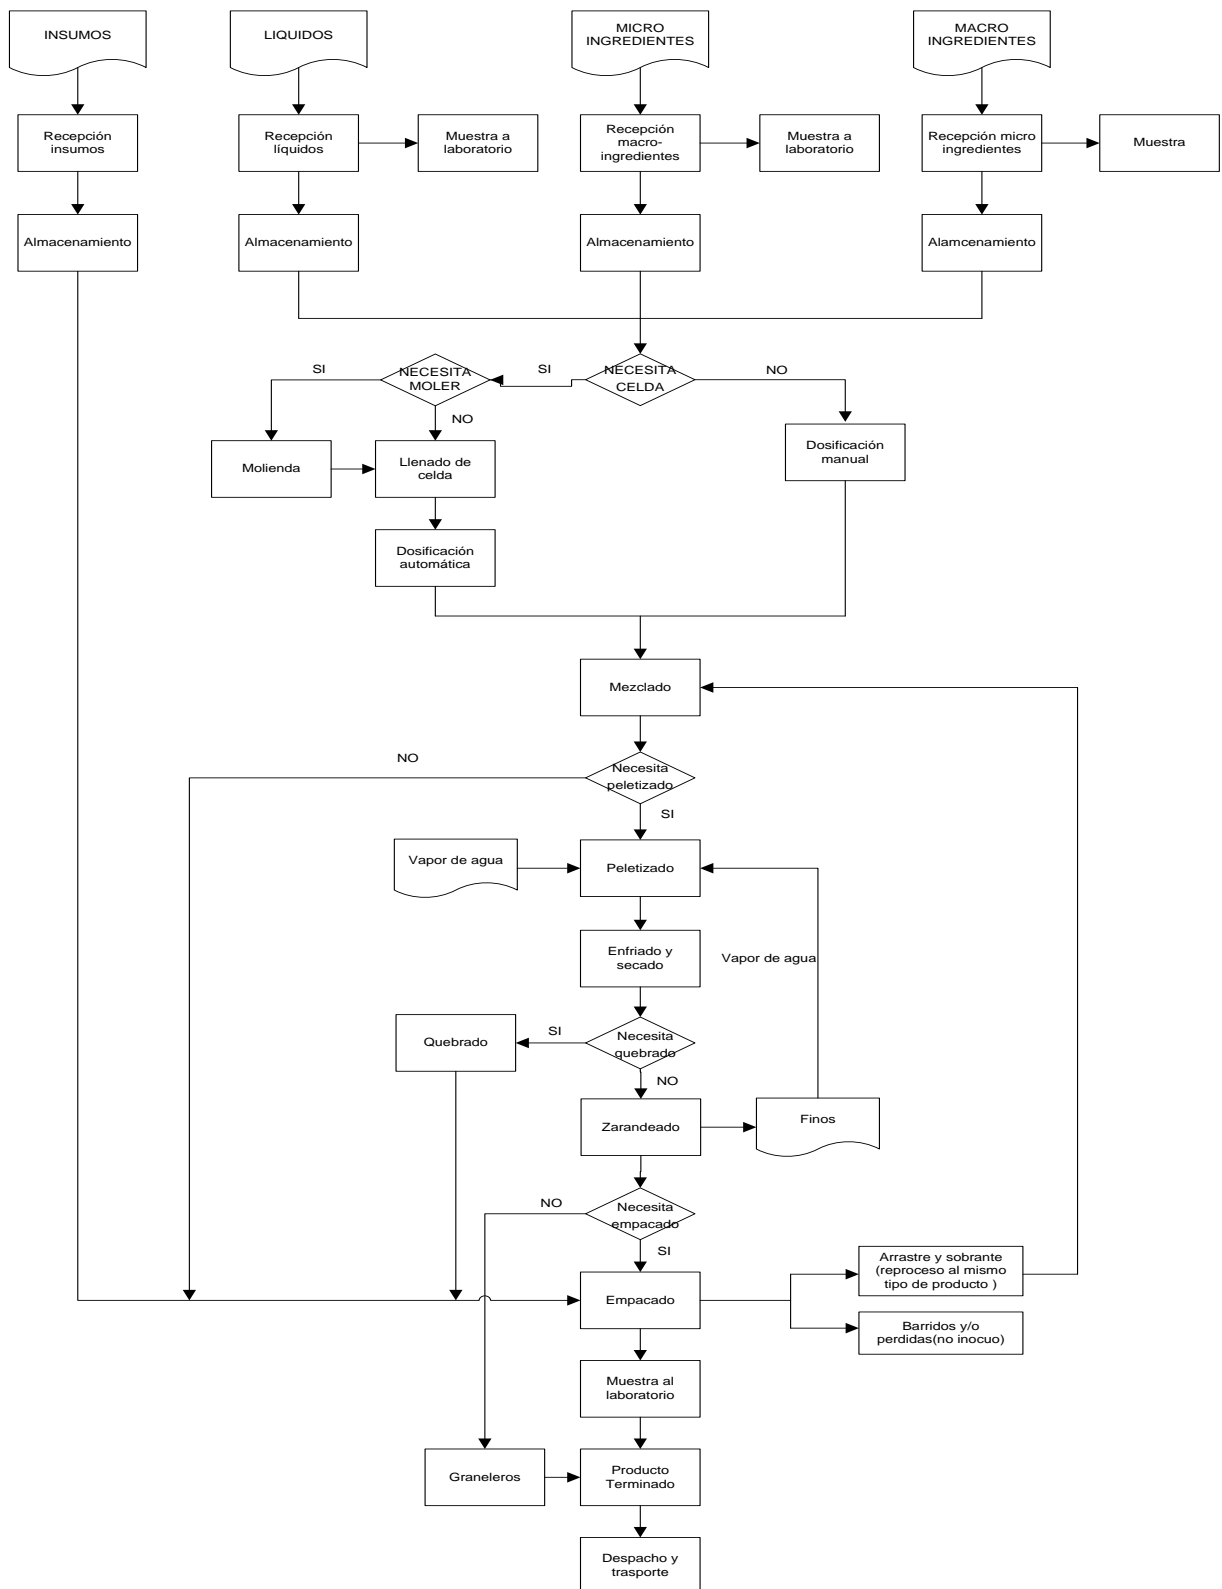 INSUMOS
LIQUIDOS
MICRO
INGREDIENTES
MACRO
INGREDIENTES
Recepción
insumos
Recepción
líquidos
Muestra a
laboratorio
Recepción
macro-
ingredientes
Muestra a
laboratorio
Recepción micro
ingredientes
Muestra
Almacenamiento
Almacenamiento
Almacenamiento
Alamcenamiento
SI
NECESITA
MOLER
SI
NECESITA
CELDA
NO
NO
Molienda
Llenado de
celda
Dosificación
manual
Dosificación
automática
Mezclado
NO
Necesita
peletizado
SI
Vapor de agua
Peletizado
Enfriado y
secado
Vapor de agua
Quebrado
SI
Necesita
quebrado
NO
Zarandeado
Finos
NO
Necesita
empacado
SI
Empacado
Arrastre y sobrante
(reproceso al mismo
tipo de producto )
Barridos y/o
perdidas(no inocuo)
Muestra al
laboratorio
Graneleros
Producto
Terminado
Despacho y
trasporte